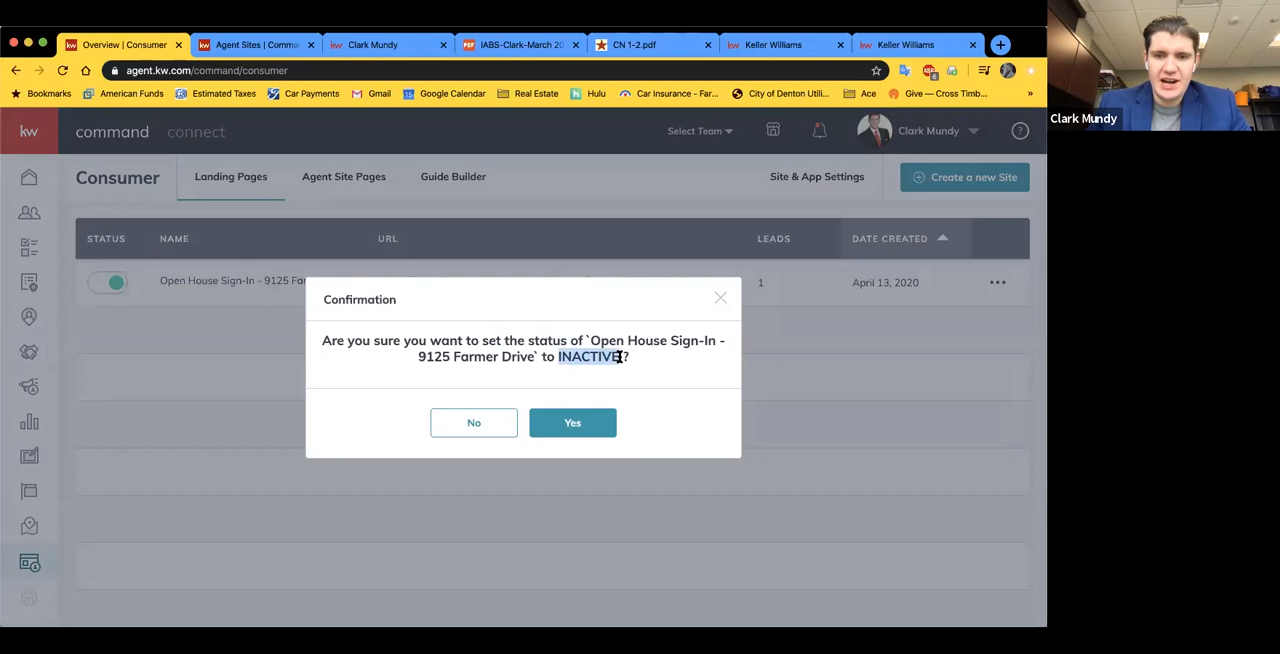 Overview | Consumer
Agent Sites | Comma
Clark Mundy
PDF IABS-Clark-March 20
CN 1-2.pdf
Keller Williams
Keller Williams
agent.kw.com/command/consumer
6
Bookmarks American Funds Estimated Taxes Car Payments Gmail Google Calendar Real Estate Hulu Car Insurance - Far... City of Denton Utili... Ace Give — Cross Timb... »
Clark Mundy
kw command connect Select Team Clark Mundy ?
Consumer Landing Pages Agent Site Pages Guide Builder Site & App Settings Create a new Site
STATUS NAME URL LEADS DATE CREATED
Open House Sign-In - 9125 Far 1 April 13, 2020
Confirmation
Are you sure you want to set the status of `Open House Sign-In -
9125 Farmer Drive` to INACTIVE?
No Yes